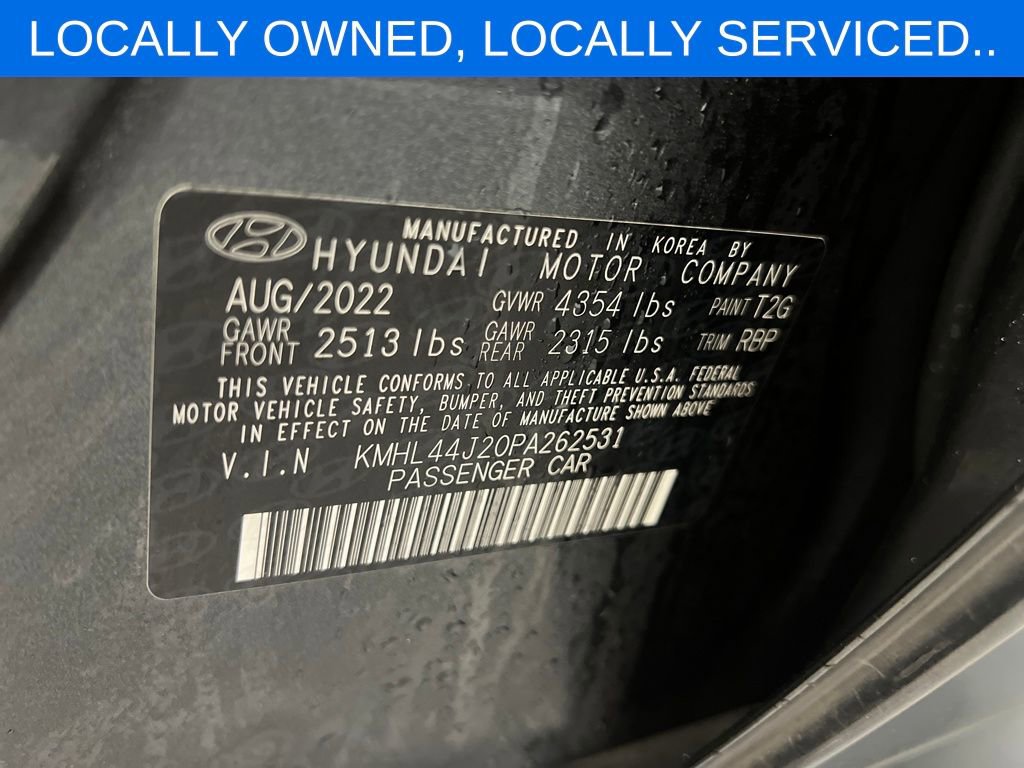 LOCALLY OWNED, LOCALLY SERVICED..
MANUFACTURED IN KOREA BY
HYUNDAI MOTOR COMPANY
AUG/2022 GVWR 4354 lbs PAINT T2G
GAWR FRONT 2513 lbs GAWR REAR 2315 lbs TRIM RBP
THIS VEHICLE CONFORMS TO ALL APPLICABLE U.S.A. FEDERAL
MOTOR VEHICLE SAFETY, BUMPER, AND THEFT PREVENTION STANDARDS
IN EFFECT ON THE DATE OF MANUFACTURE SHOWN ABOVE
V.I.N KMHL44J20PA262531
PASSENGER CAR